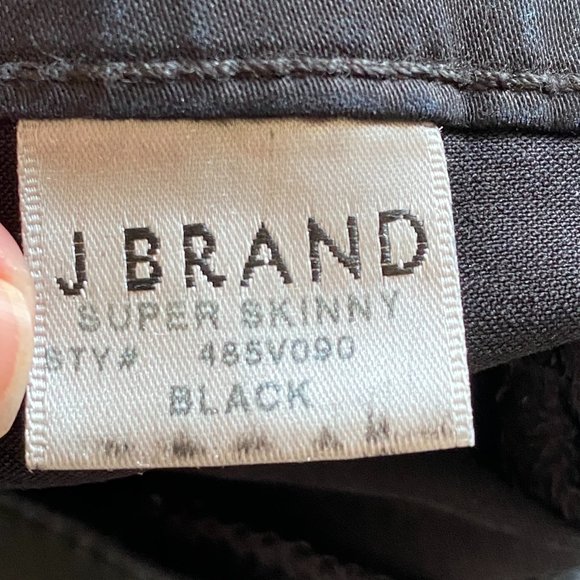 J BRAND
SUPER SKINNY
STY# 485V090
BLACK